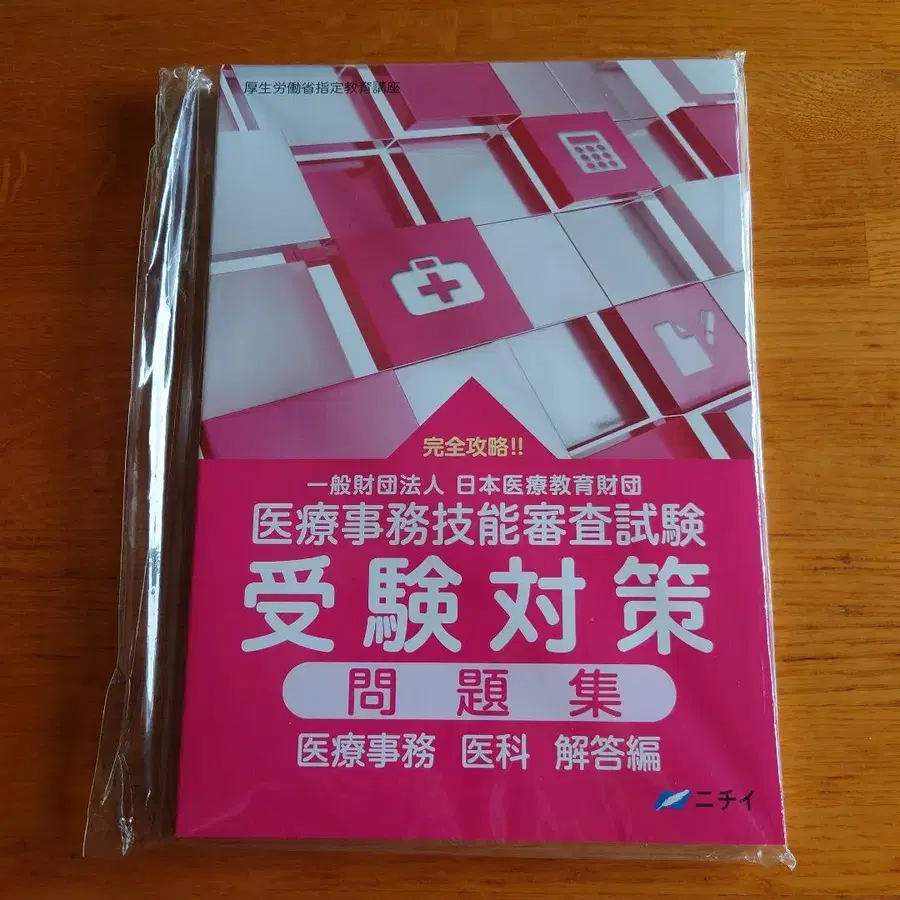 厚生労働省指定教育講座
完全攻略!!
一般財団法人 日本医療教育財団
医療事務技能審査試験
受験対策
問題集
医療事務 医科 解答編
ニチイ